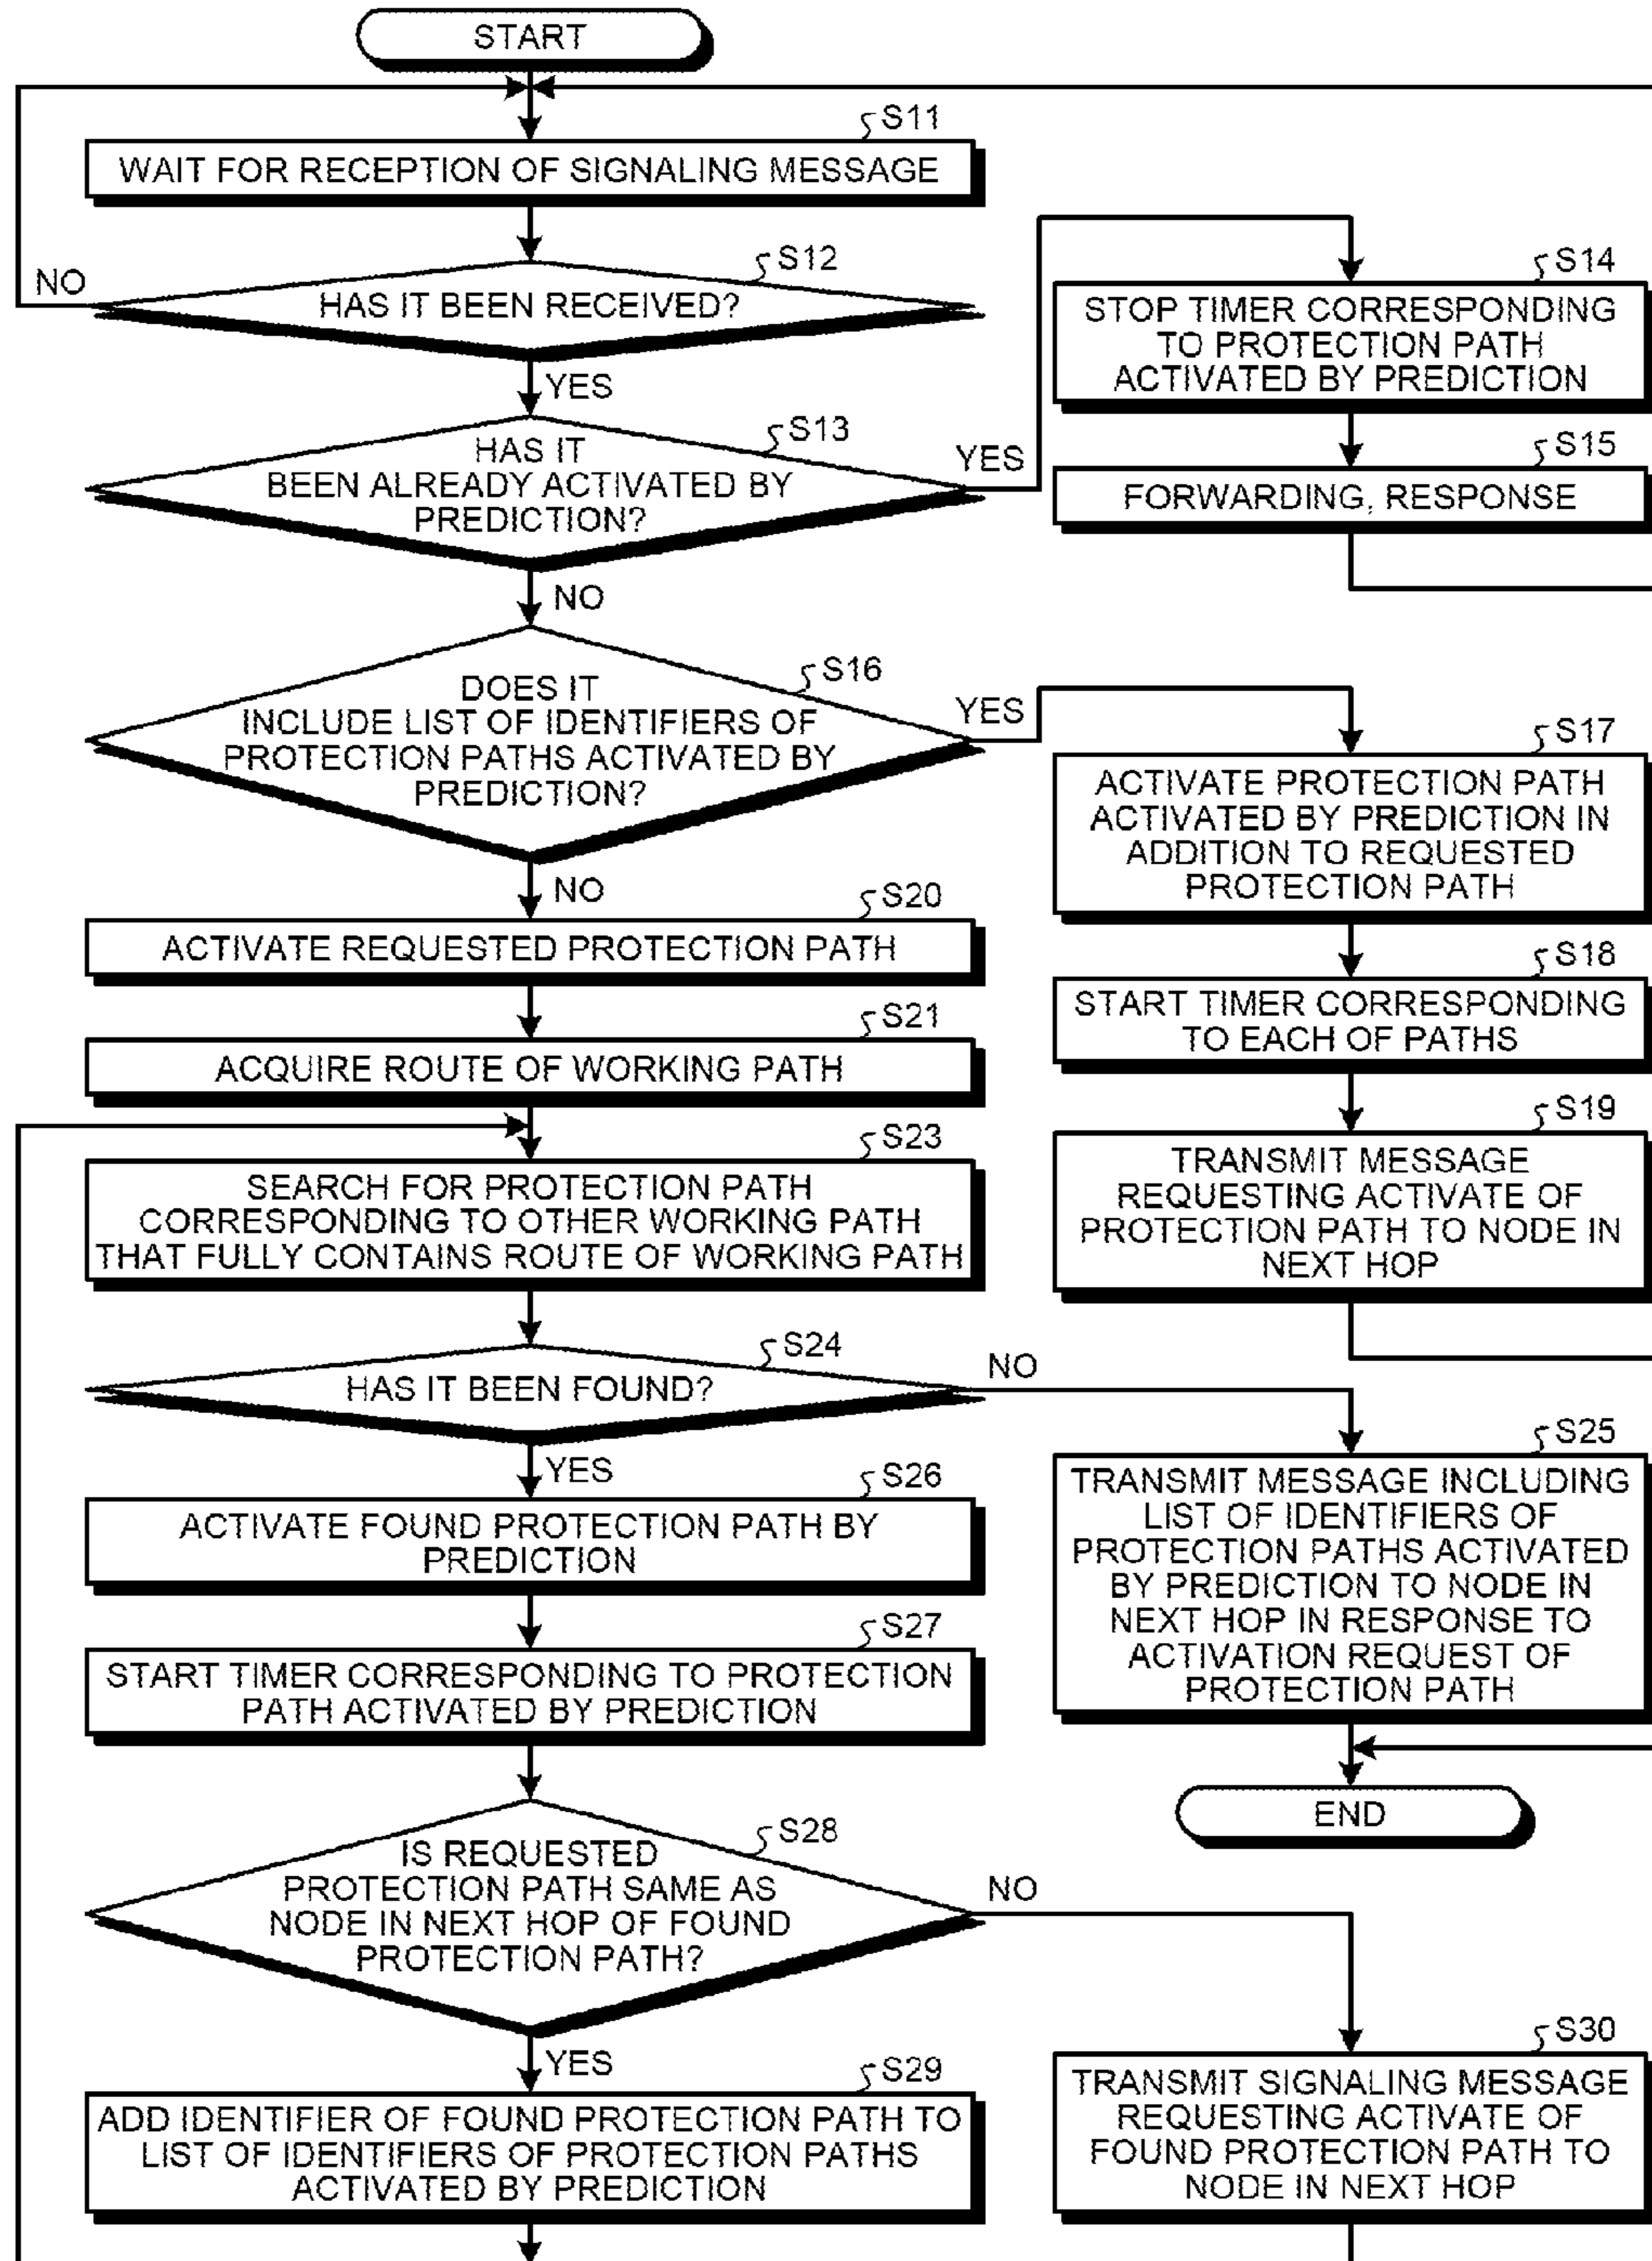 START
S11
WAIT FOR RECEPTION OF SIGNALING MESSAGE
S12
NO
HAS IT BEEN RECEIVED?
YES
S13
HAS IT
BEEN ALREADY ACTIVATED BY
PREDICTION?
YES
S14
STOP TIMER CORRESPONDING
TO PROTECTION PATH
ACTIVATED BY PREDICTION
S15
FORWARDING, RESPONSE
NO
S16
DOES IT
INCLUDE LIST OF IDENTIFIERS OF
PROTECTION PATHS ACTIVATED BY
PREDICTION?
YES
S17
ACTIVATE PROTECTION PATH
ACTIVATED BY PREDICTION IN
ADDITION TO REQUESTED
PROTECTION PATH
S18
START TIMER CORRESPONDING
TO EACH OF PATHS
S19
TRANSMIT MESSAGE
REQUESTING ACTIVATE OF
PROTECTION PATH TO NODE IN
NEXT HOP
NO
S20
ACTIVATE REQUESTED PROTECTION PATH
S21
ACQUIRE ROUTE OF WORKING PATH
S23
SEARCH FOR PROTECTION PATH
CORRESPONDING TO OTHER WORKING PATH
THAT FULLY CONTAINS ROUTE OF WORKING PATH
S24
HAS IT BEEN FOUND?
NO
S25
TRANSMIT MESSAGE INCLUDING
LIST OF IDENTIFIERS OF
PROTECTION PATHS ACTIVATED
BY PREDICTION TO NODE IN
NEXT HOP IN RESPONSE TO
ACTIVATION REQUEST OF
PROTECTION PATH
END
YES
S26
ACTIVATE FOUND PROTECTION PATH BY
PREDICTION
S27
START TIMER CORRESPONDING TO PROTECTION
PATH ACTIVATED BY PREDICTION
S28
IS REQUESTED
PROTECTION PATH SAME AS
NODE IN NEXT HOP OF FOUND
PROTECTION PATH?
NO
S30
TRANSMIT SIGNALING MESSAGE
REQUESTING ACTIVATE OF
FOUND PROTECTION PATH TO
NODE IN NEXT HOP
YES
S29
ADD IDENTIFIER OF FOUND PROTECTION PATH TO
LIST OF IDENTIFIERS OF PROTECTION PATHS
ACTIVATED BY PREDICTION